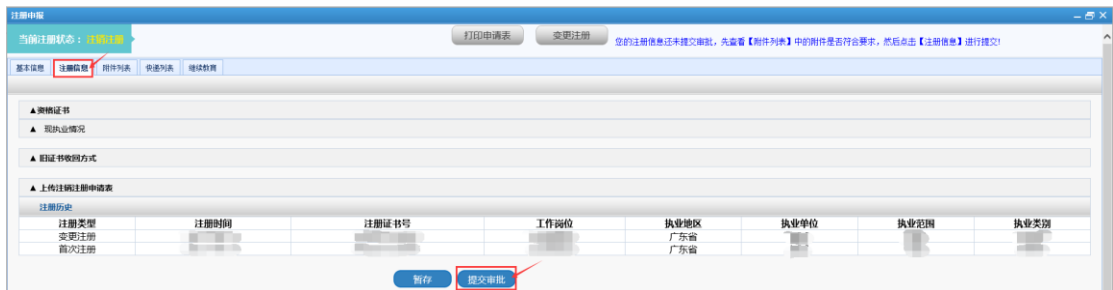 注册申报
当前注册状态：注销注册
打印申请表 变更注册 您的注册信息还未提交审批，先查看【附件列表】中的附件是否符合要求，然后点击【注册信息】进行提交!
基本信息 注册信息 附件列表 快递列表 继续教育
▲资格证书
▲ 现执业情况
▲ 旧证书收回方式
▲ 上传注销注册申请表
注册历史
注册类型 注册时间 注册证书号 工作岗位 执业地区 执业单位 执业范围 执业类别
变更注册 广东省
首次注册 广东省
暂存 提交审批